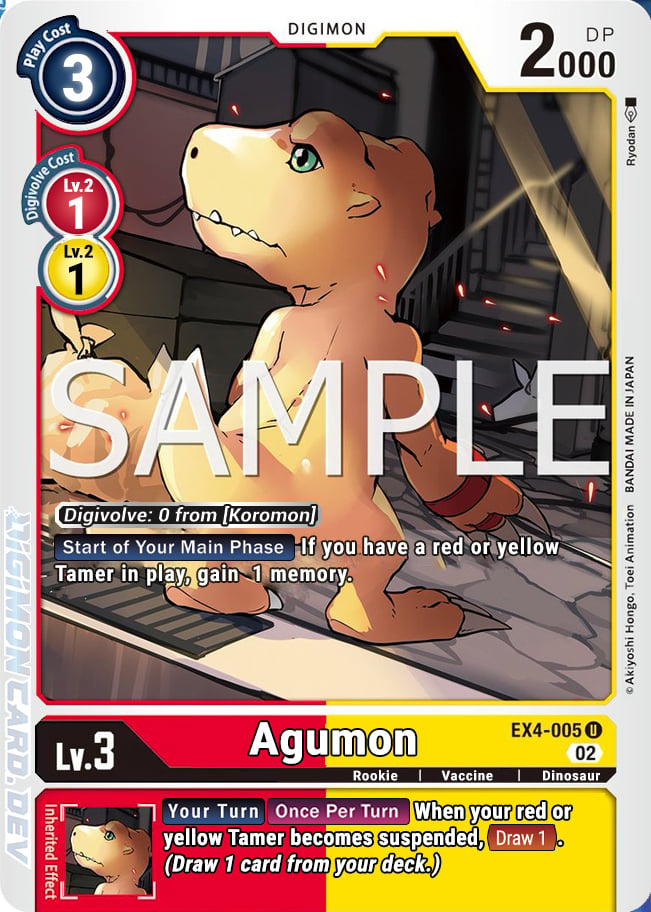 DIGIMON
Play Cost
3
DP
2000
Ryodan
Digivolve Cost
Lv.2
1
Lv.2
1
SAMPLE
Digivolve: 0 from [Koromon]
Start of Your Main Phase If you have a red or yellow
Tamer in play, gain 1 memory.
© Akiyoshi Hongo, Toei Animation BANDAI MADE IN JAPAN
DIGIMONCARD.DEV
Lv.3
Agumon
EX4-005 U
02
Rookie | Vaccine | Dinosaur
Inherited Effect
Your Turn Once Per Turn When your red or
yellow Tamer becomes suspended, Draw 1.
(Draw 1 card from your deck.)